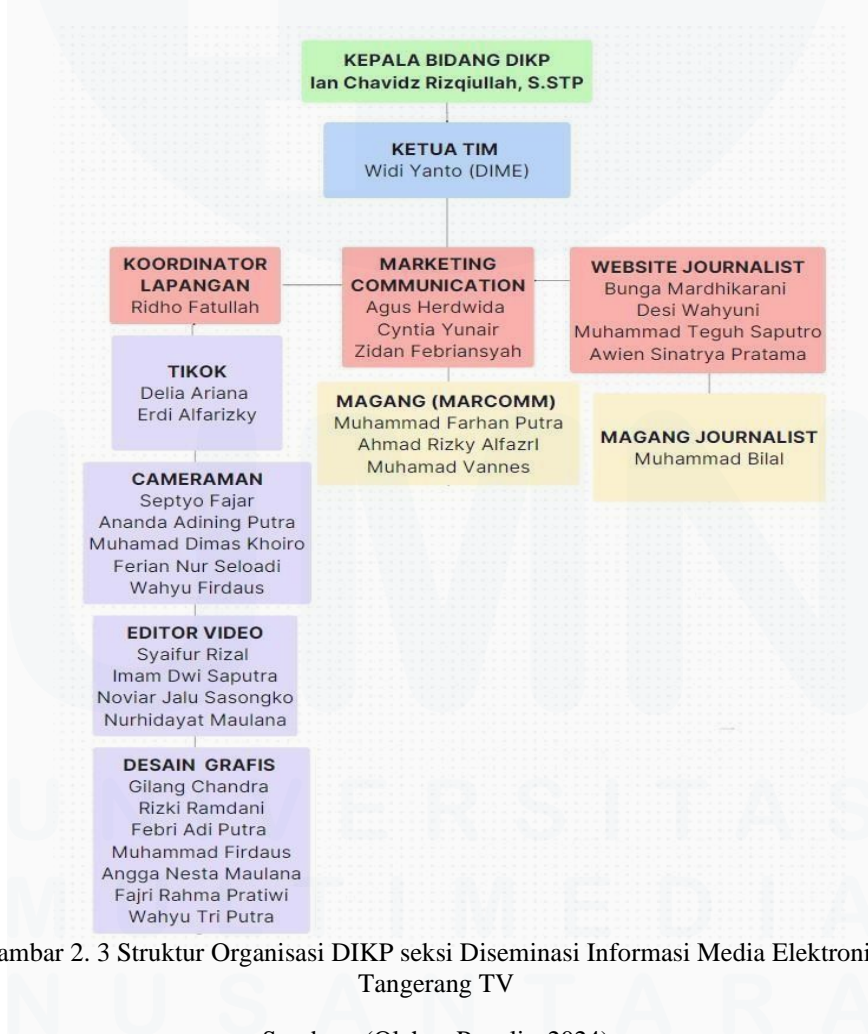 KEPALA BIDANG DIKP
Ian Chavidz Rizqiullah, S.STP
KETUA TIM
Widi Yanto (DIME)
KOORDINATOR
LAPANGAN
Ridho Fatullah
MARKETING
COMMUNICATION
Agus Herdwida
Cyntia Yunair
Zidan Febriansyah
WEBSITE JOURNALIST
Bunga Mardhikarani
Desi Wahyuni
Muhammad Teguh Saputro
Awien Sinatrya Pratama
TIKOK
Delia Ariana
Erdi Alfarizky
MAGANG (MARCOMM)
Muhammad Farhan Putra
Ahmad Rizky Alfazrl
Muhamad Vannes
MAGANG JOURNALIST
Muhammad Bilal
CAMERAMAN
Septyo Fajar
Ananda Adining Putra
Muhamad Dimas Khoiro
Ferian Nur Seloadi
Wahyu Firdaus
EDITOR VIDEO
Syaifur Rizal
Imam Dwi Saputra
Noviar Jalu Sasongko
Nurhidayat Maulana
DESAIN GRAFIS
Gilang Chandra
Rizki Ramdani
Febri Adi Putra
Muhammad Firdaus
Angga Nesta Maulana
Fajri Rahma Pratiwi
Wahyu Tri Putra
ambar 2. 3 Struktur Organisasi DIKP seksi Diseminasi Informasi Media Elektroni
Tangerang TV
UMN
UNIVERSITAS
MULTIMEDIA
NUSANTARA